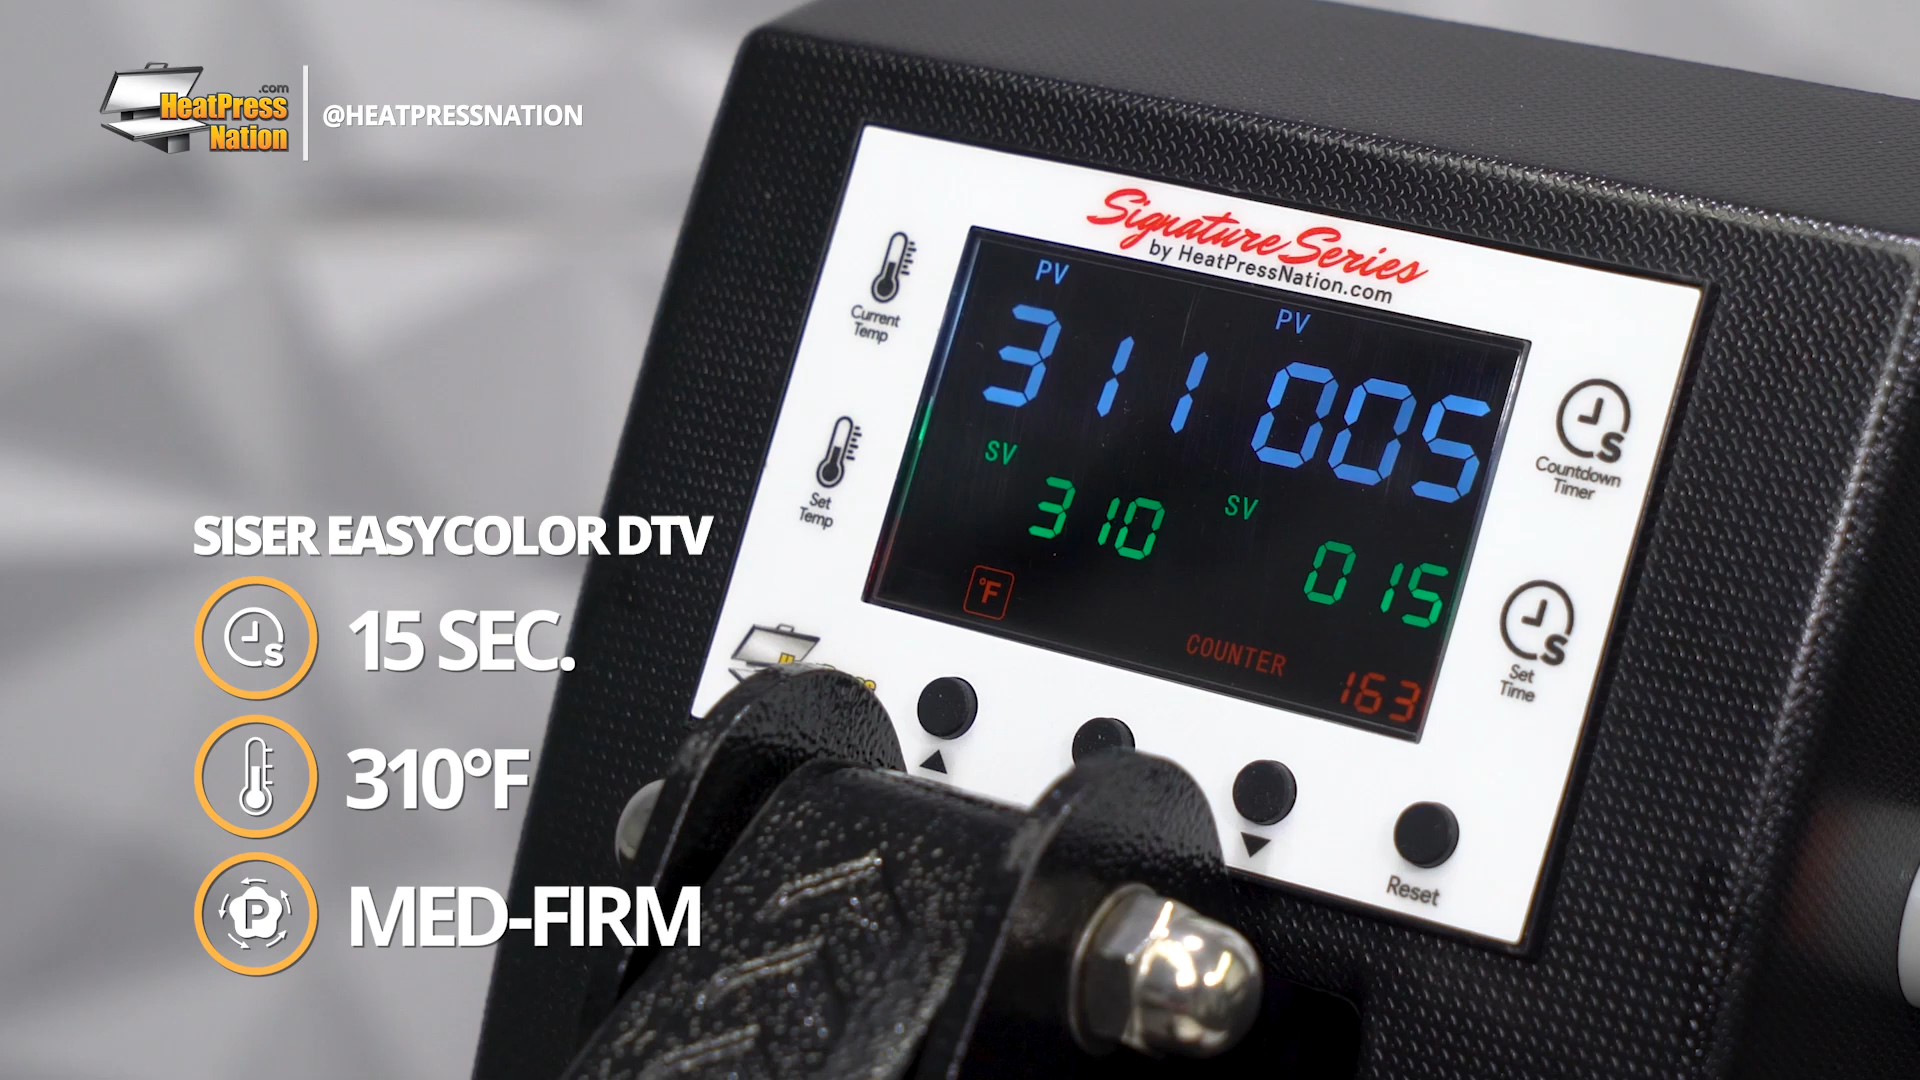 .com
HeatPress
Nation
@HEATPRESSNATION
Signature Series
by HeatPressNation.com
Current
Temp
PV
PV
311
005
Countdown
Timer
Set
Temp
SV
SV
310
015
°F
COUNTER
163
Set
Time
Reset
SISER EASYCOLOR DTV
S
15 SEC.
310°F
P
MED-FIRM